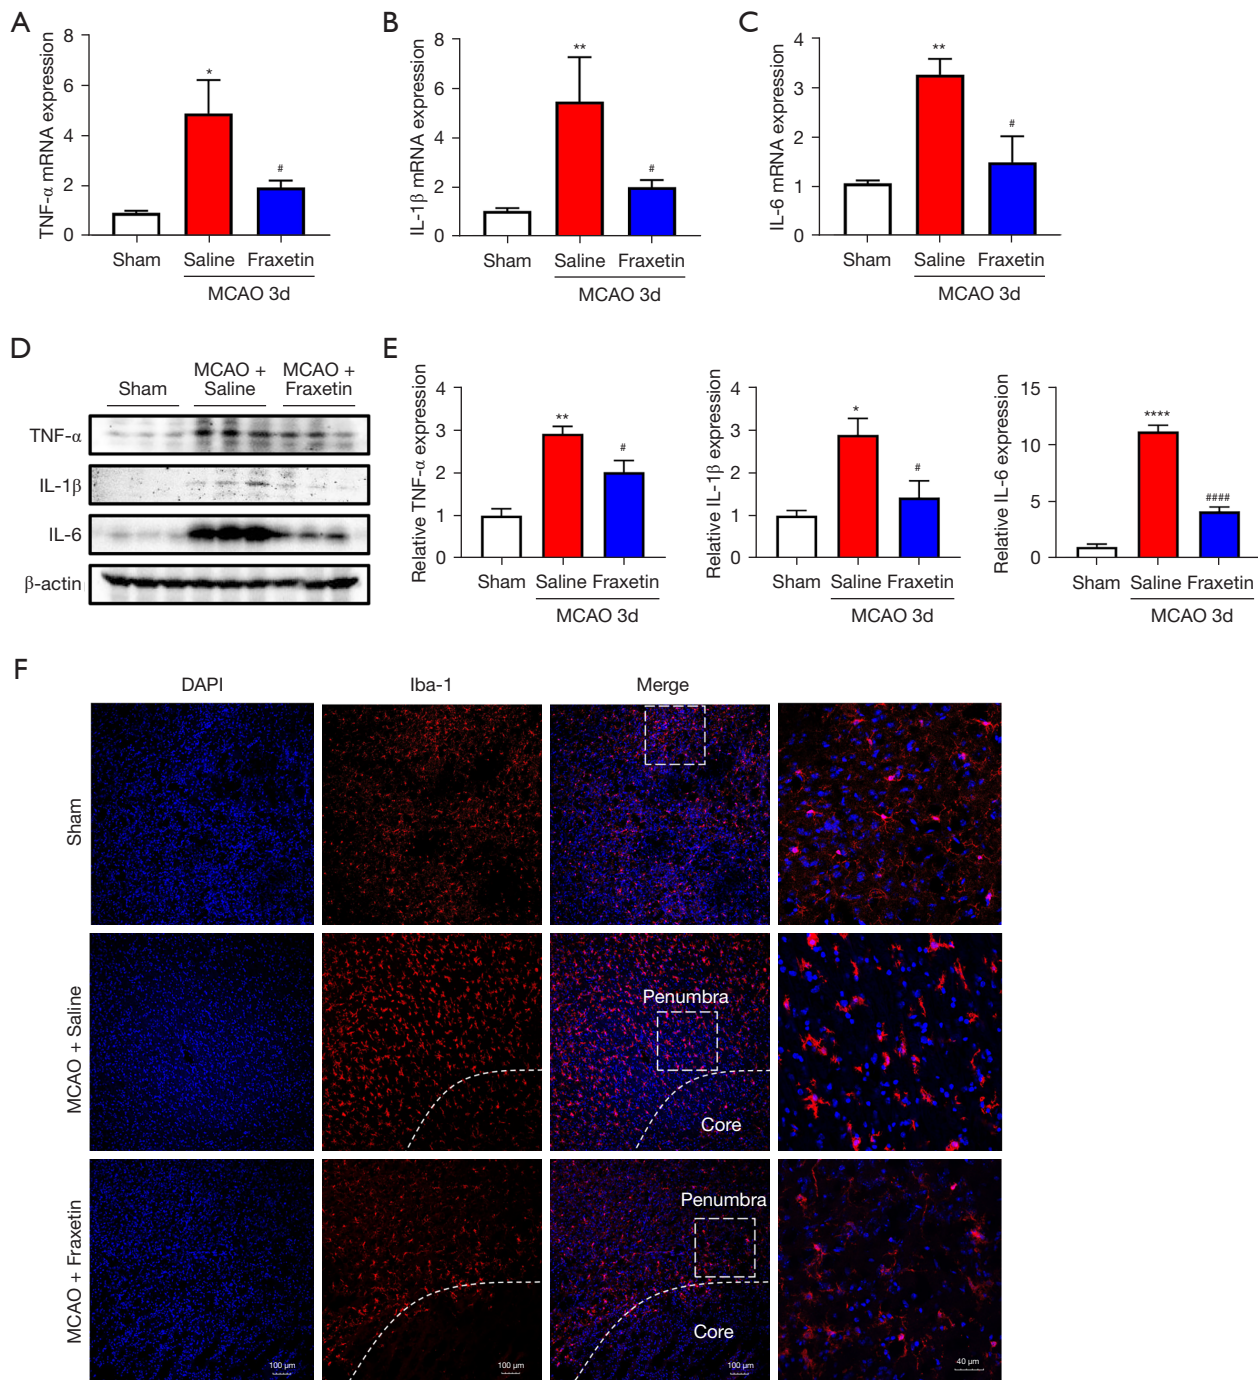 A
TNF-α mRNA expression
8
6
4
2
0
*
#
Sham
Saline
Fraxetin
MCAO 3d
B
IL-1β mRNA expression
8
6
4
2
0
**
#
Sham
Saline
Fraxetin
MCAO 3d
C
IL-6 mRNA expression
4
3
2
1
0
**
#
Sham
Saline
Fraxetin
MCAO 3d
D
Sham
MCAO +
Saline
MCAO +
Fraxetin
TNF-α
IL-1β
IL-6
β-actin
E
Relative TNF-α expression
4
3
2
1
0
**
#
Sham
Saline
Fraxetin
MCAO 3d
Relative IL-1β expression
4
3
2
1
0
*
#
Sham
Saline
Fraxetin
MCAO 3d
Relative IL-6 expression
15
10
5
0
****
####
Sham
Saline
Fraxetin
MCAO 3d
F
DAPI
Iba-1
Merge
Sham
MCAO + Saline
Penumbra
Core
MCAO + Fraxetin
Penumbra
Core
100 μm
100 μm
100 μm
40 μm